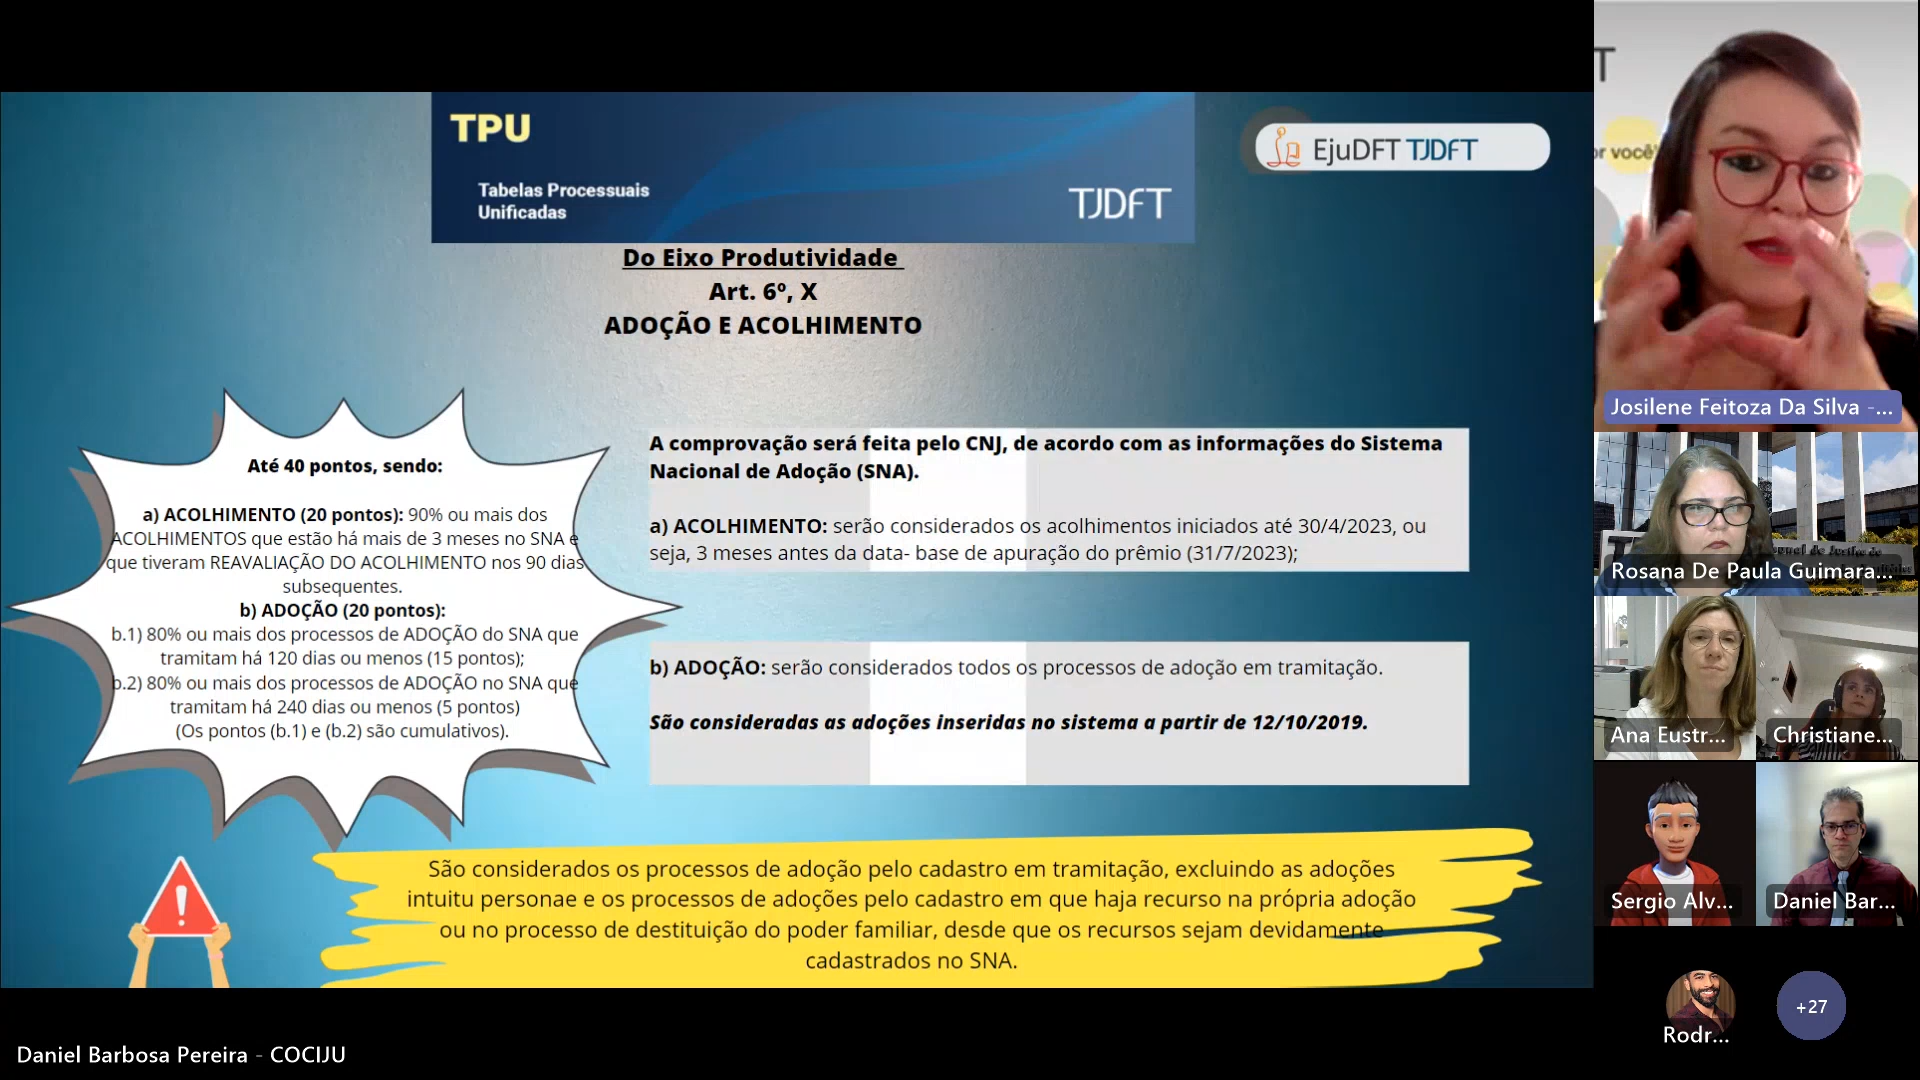 TPU
Tabelas Processuais
Unificadas
TJDFT
EjuDFT TJDFT
Do Eixo Produtividade
Art. 6º, X
ADOÇÃO E ACOLHIMENTO
Até 40 pontos, sendo:
a) ACOLHIMENTO (20 pontos): 90% ou mais dos
ACOLHIMENTOS que estão há mais de 3 meses no SNA e
que tiveram REAVALIAÇÃO DO ACOLHIMENTO nos 90 dias
subsequentes.
b) ADOÇÃO (20 pontos):
b.1) 80% ou mais dos processos de ADOÇÃO do SNA que
tramitam há 120 dias ou menos (15 pontos);
b.2) 80% ou mais dos processos de ADOÇÃO no SNA que
tramitam há 240 dias ou menos (5 pontos)
(Os pontos (b.1) e (b.2) são cumulativos).
A comprovação será feita pelo CNJ, de acordo com as informações do Sistema
Nacional de Adoção (SNA).
a) ACOLHIMENTO: serão considerados os acolhimentos iniciados até 30/4/2023, ou
seja, 3 meses antes da data- base de apuração do prêmio (31/7/2023);
b) ADOÇÃO: serão considerados todos os processos de adoção em tramitação.
São consideradas as adoções inseridas no sistema a partir de 12/10/2019.
São considerados os processos de adoção pelo cadastro em tramitação, excluindo as adoções
intuitu personae e os processos de adoções pelo cadastro em que haja recurso na própria adoção
ou no processo de destituição do poder familiar, desde que os recursos sejam devidamente
cadastrados no SNA.
Daniel Barbosa Pereira - COCIJU
T
or você
Josilene Feitoza Da Silva -...
Rosana De Paula Guimara...
Ana Eustr...
Christiane...
Sergio Alv...
Daniel Bar...
Rodr...
+27